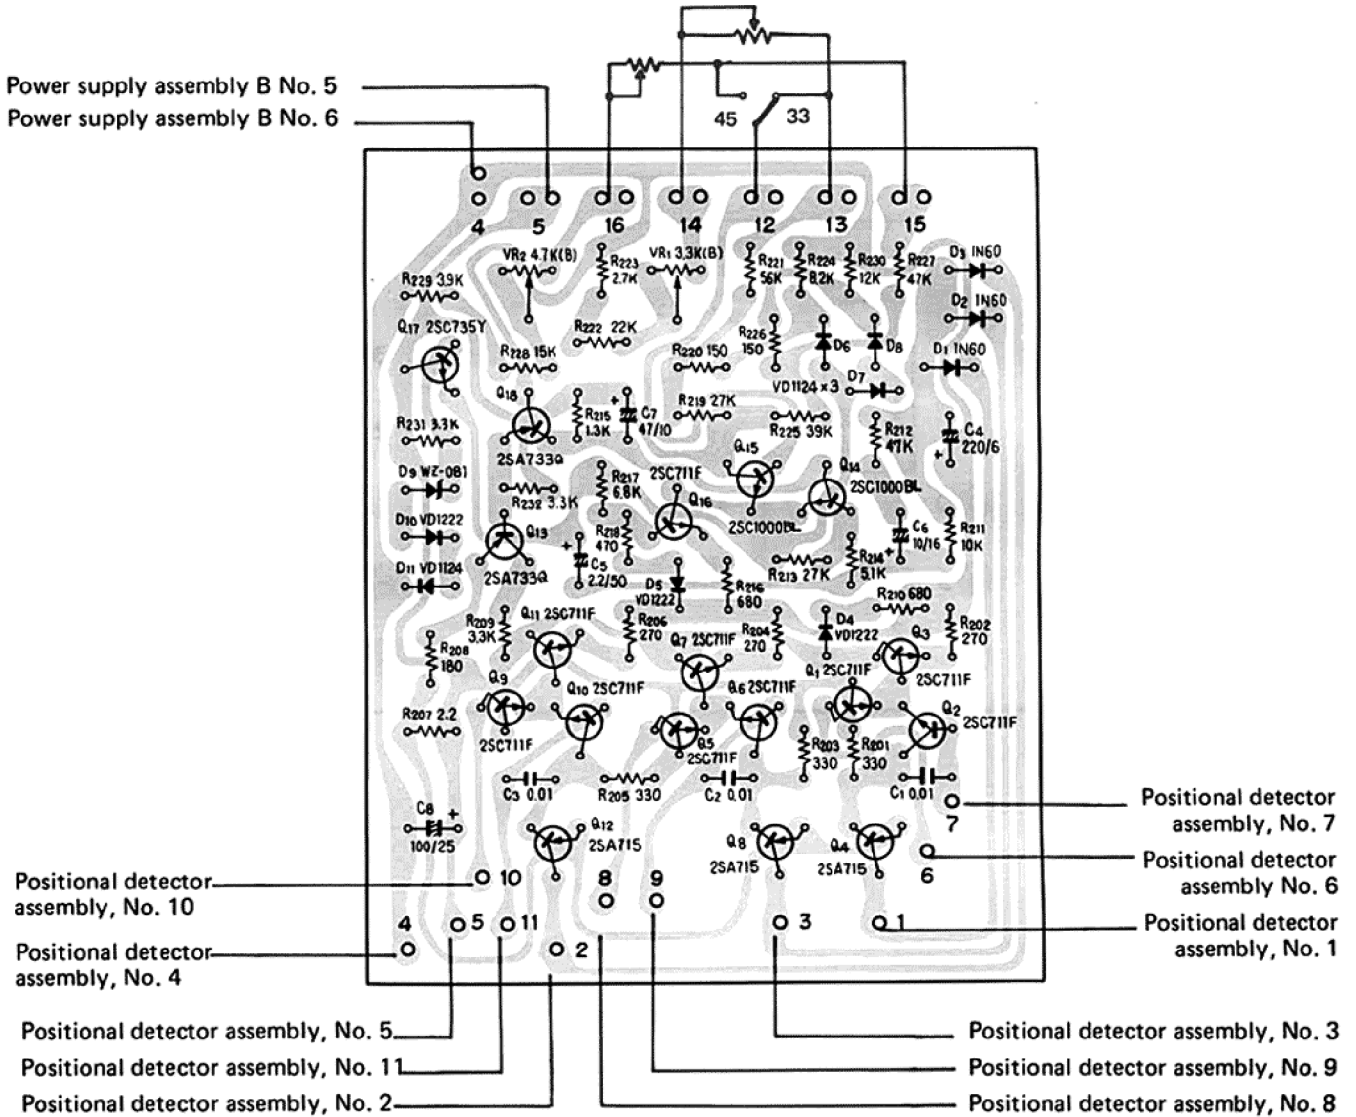 Power supply assembly B No. 5
Power supply assembly B No. 6
45 33
4 5 16 14 12 13 15
VR2 4.7K(B)
R223
2.7K
VR1 3.3K(B)
R221
56K
R224
8.2K
R230
12K
R227
47K
D3 IN60
R229 3.9K
D2 IN60
Q17 2SC735Y
R222 22K
R226
150
D6
D8
R228 15K
R220 150
D1 IN60
VD1124×3
D7
Q18
R215
1.3K
+
C7
47/10
R219 27K
R225 39K
R212
47K
C4
220/6
+
R231 3.3K
2SA733Q
Q15
Q14
D9 WZ-081
R217
6.8K
2SC711F
Q16
2SC1000BL
R232 3.3K
2SC1000BL
D10 VD1222
Q13
R218
470
C6
10/16
+
R211
10K
+
C5
2.2/50
D11 VD1124
2SA733Q
D5
VD1222
R216
680
R213 27K
R214
5.1K
R210 680
R209
3.3K
Q11 2SC711F
R206
270
Q7 2SC711F
R204
270
D4
VD1222
Q3
R202
270
R208
180
Q9
Q10 2SC711F
Q6 2SC711F
Q1 2SC711F
2SC711F
Q2
2SC711F
R207 2.2
2SC711F
Q5
2SC711F
R203
330
R201
330
C3 0.01
R205 330
C2 0.01
C1 0.01
C8
+
100/25
Q12
2SA715
Q8
2SA715
Q4
2SA715
7
Positional detector
assembly, No. 7
6
Positional detector
assembly No. 6
Positional detector
assembly, No. 10
10 8 9
4 5 11 2 3 1
Positional detector
assembly, No. 1
Positional detector
assembly, No. 4
Positional detector assembly, No. 5
Positional detector assembly, No. 3
Positional detector assembly, No. 11
Positional detector assembly, No. 9
Positional detector assembly, No. 2
Positional detector assembly, No. 8